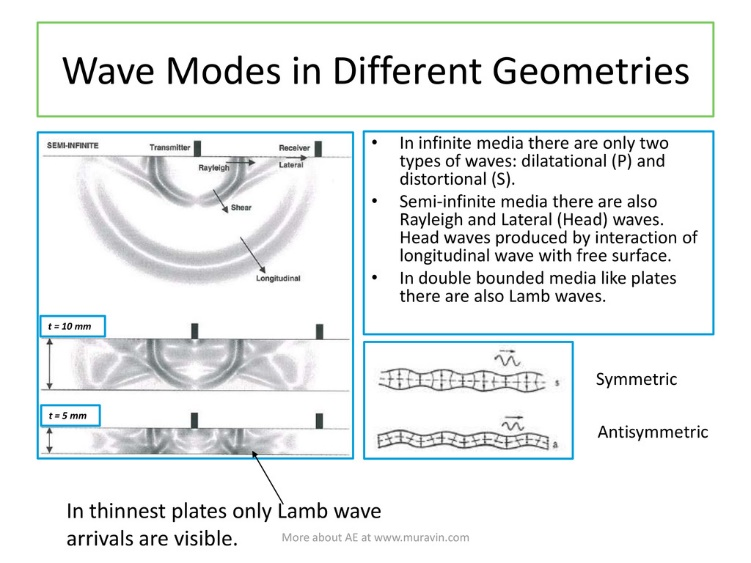 Wave Modes in Different Geometries
SEMI-INFINITE
Transmitter
Receiver
Rayleigh
Lateral
Shear
Longitudinal
t = 10 mm
t = 5 mm
• In infinite media there are only two
types of waves: dilatational (P) and
distortional (S).
• Semi-infinite media there are also
Rayleigh and Lateral (Head) waves.
Head waves produced by interaction of
longitudinal wave with free surface.
• In double bounded media like plates
there are also Lamb waves.
s
Symmetric
a
Antisymmetric
In thinnest plates only Lamb wave
arrivals are visible.
More about AE at www.muravin.com